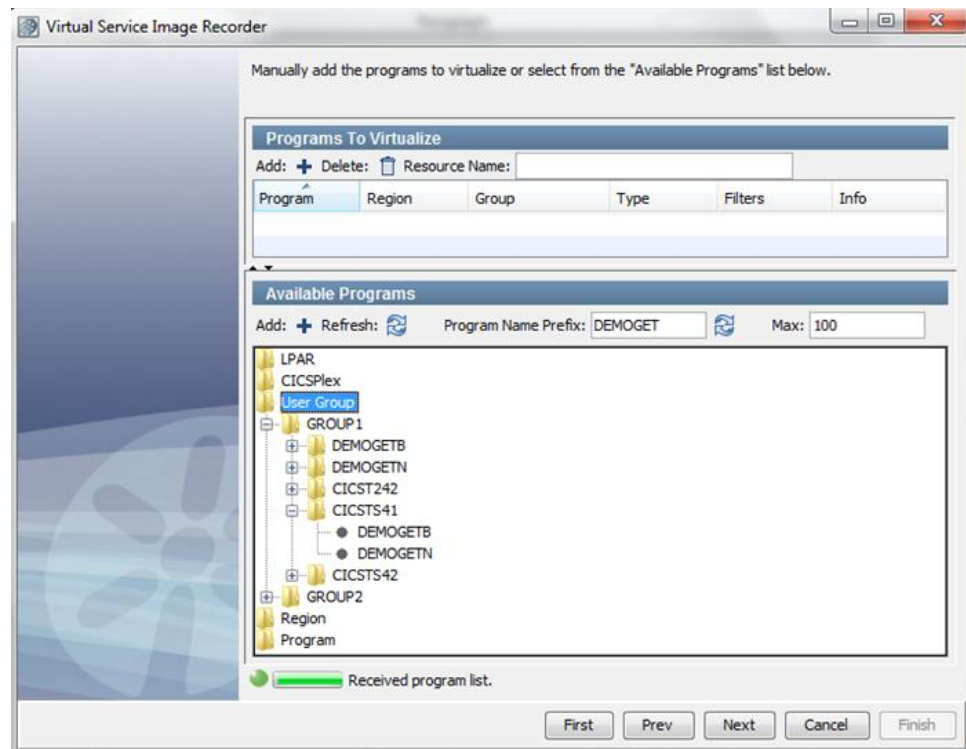 Virtual Service Image Recorder
Manually add the programs to virtualize or select from the "Available Programs" list below.
Programs To Virtualize
Add: Delete: Resource Name:
Program Region Group Type Filters Info
Available Programs
Add: Refresh: Program Name Prefix: DEMOGET Max: 100
LPAR
CICSPlex
User Group
GROUP1
DEMOGETB
DEMOGETN
CICST242
CICSTS41
DEMOGETB
DEMOGETN
CICSTS42
GROUP2
Region
Program
Received program list.
First Prev Next Cancel Finish